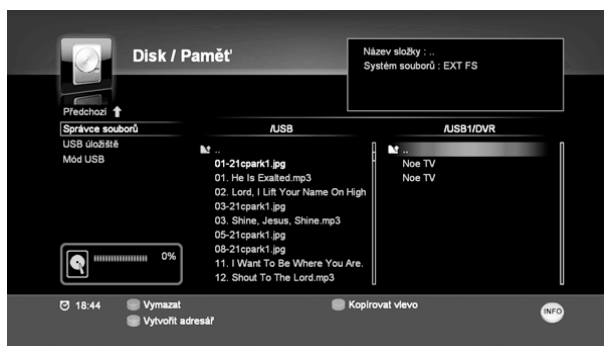 Disk / Paměť
Název složky : ..
Systém souborů : EXT FS
Předchozí
Správce souborů
USB úložiště
Mód USB
/USB
..
01-21cpark1.jpg
01. He Is Exalted.mp3
02. Lord, I Lift Your Name On High
03-21cpark1.jpg
03. Shine, Jesus, Shine.mp3
05-21cpark1.jpg
08-21cpark1.jpg
11. I Want To Be Where You Are.
12. Shout To The Lord.mp3
/USB1/DVR
..
Noe TV
Noe TV
0%
18:44
Vymazat
Kopírovat vlevo
INFO
Vytvořit adresář